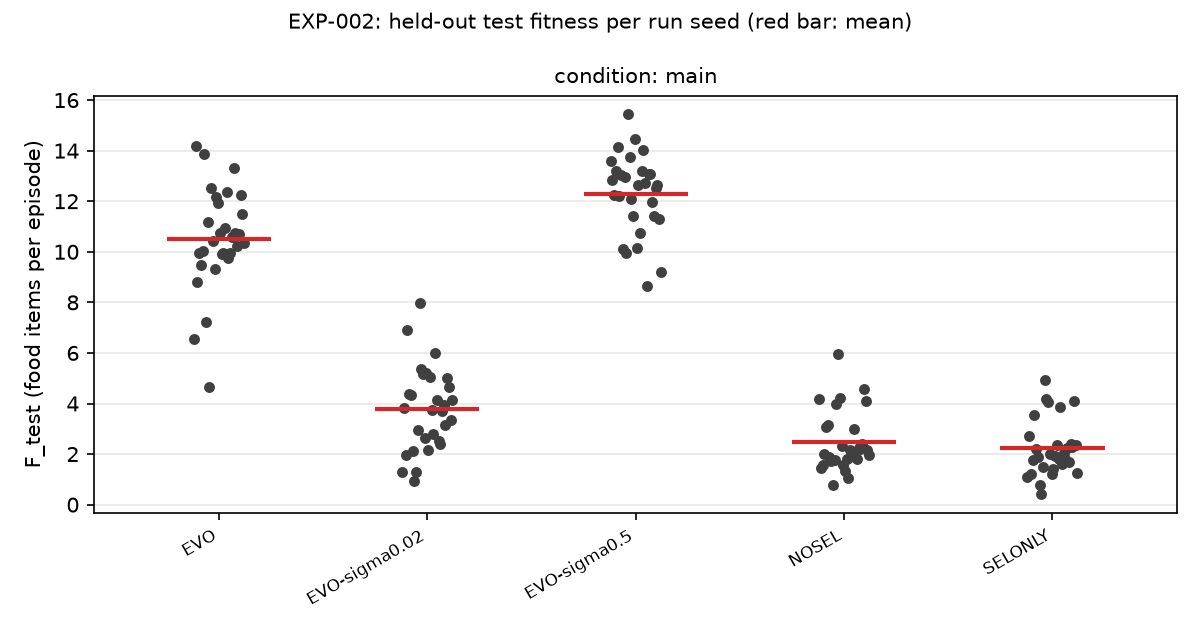 EXP-002: held-out test fitness per run seed (red bar: mean)
condition: main
F_test (food items per episode)
16
14
12
10
8
6
4
2
0
EVO
EVO-sigma0.02
EVO-sigma0.5
NOSEL
SELONLY